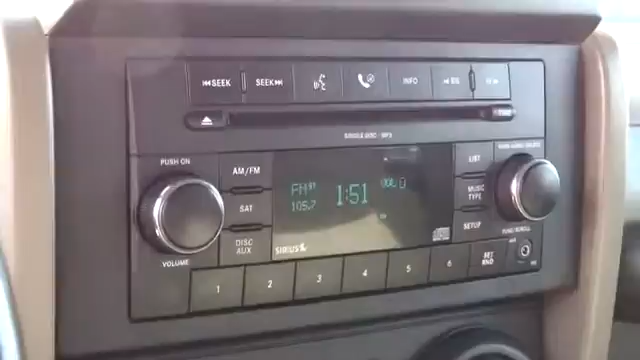 SEEK SEEK INFO
SINGLE DISC - MP3
PUSH ON
AM/FM
SAT
DISC
AUX
VOLUME
FM
105.7 1:51
SIRIUS
LIST
MUSIC
TYPE
SETUP
TUNE/SCROLL
1 2 3 4 5 6 SET
RND